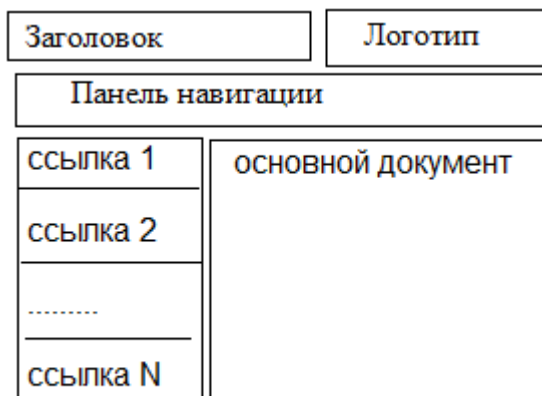 Заголовок
Логотип
Панель навигации
ссылка 1
основной документ
ссылка 2
.........
ссылка N